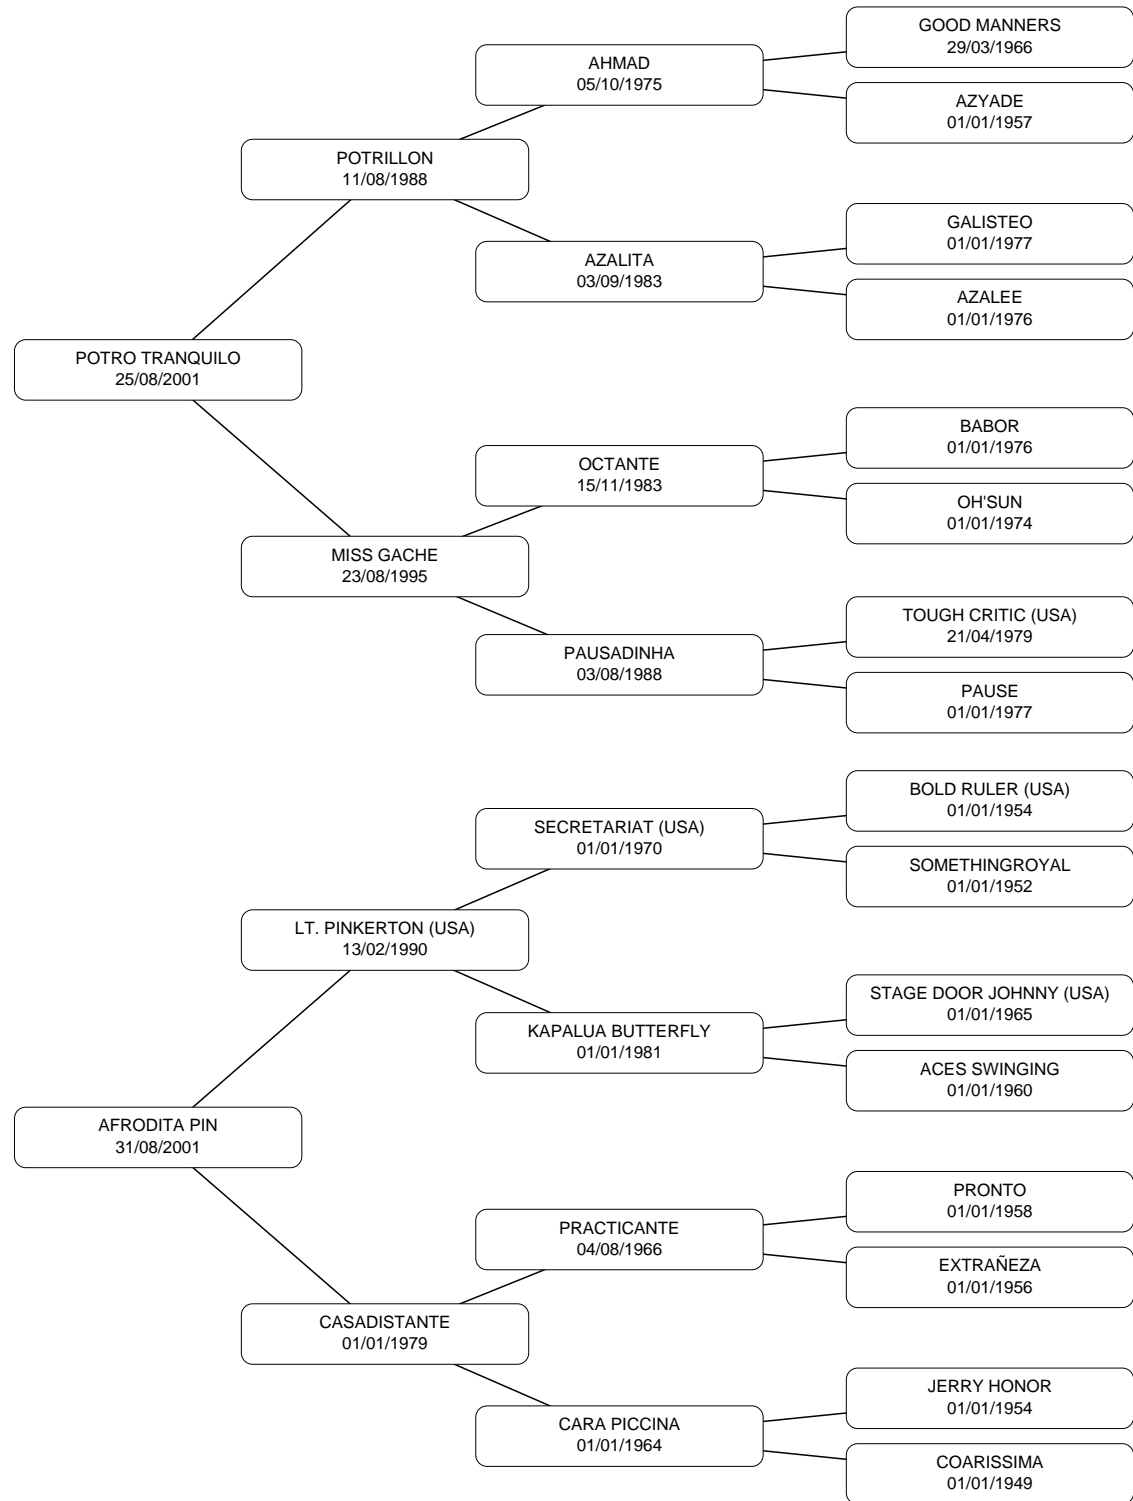 GOOD MANNERS
29/03/1966
AHMAD
05/10/1975
AZYADE
01/01/1957
POTRILLON
11/08/1988
GALISTEO
01/01/1977
AZALITA
03/09/1983
AZALEE
01/01/1976
POTRO TRANQUILO
25/08/2001
BABOR
01/01/1976
OCTANTE
15/11/1983
OH'SUN
01/01/1974
MISS GACHE
23/08/1995
TOUGH CRITIC (USA)
21/04/1979
PAUSADINHA
03/08/1988
PAUSE
01/01/1977
BOLD RULER (USA)
01/01/1954
SECRETARIAT (USA)
01/01/1970
SOMETHINGROYAL
01/01/1952
LT. PINKERTON (USA)
13/02/1990
STAGE DOOR JOHNNY (USA)
01/01/1965
KAPALUA BUTTERFLY
01/01/1981
ACES SWINGING
01/01/1960
AFRODITA PIN
31/08/2001
PRONTO
01/01/1958
PRACTICANTE
04/08/1966
EXTRAÑEZA
01/01/1956
CASADISTANTE
01/01/1979
JERRY HONOR
01/01/1954
CARA PICCINA
01/01/1964
COARISSIMA
01/01/1949